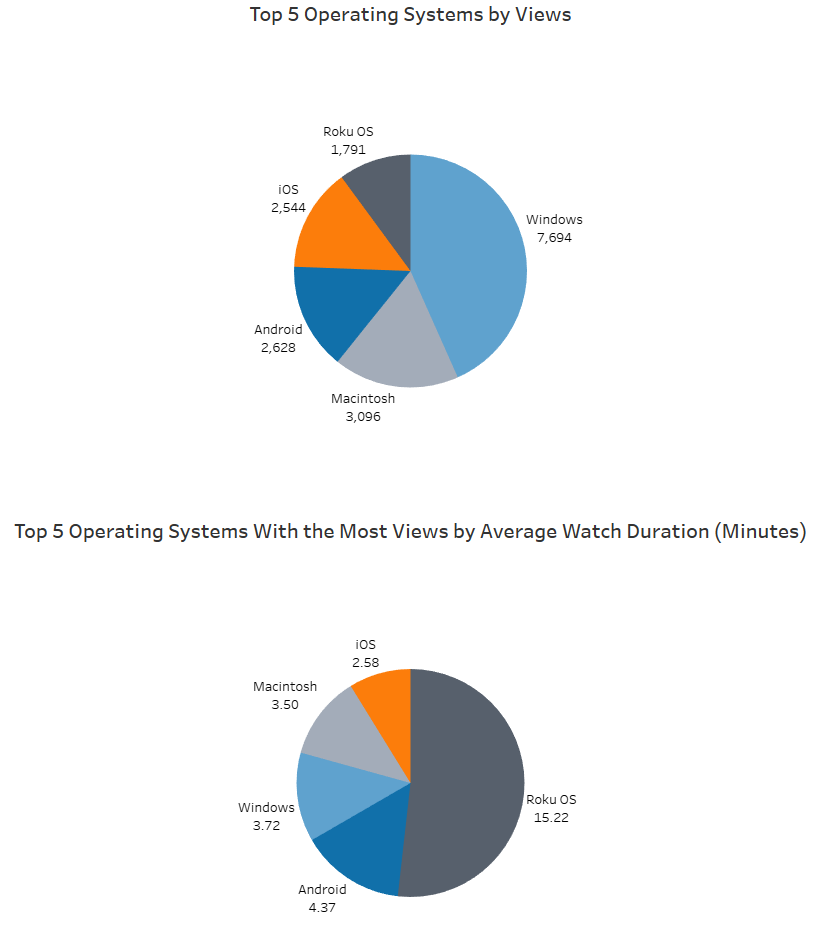 Top 5 Operating Systems by Views
Roku OS
1,791
iOS
2,544
Windows
7,694
Android
2,628
Macintosh
3,096
Top 5 Operating Systems With the Most Views by Average Watch Duration (Minutes)
iOS
2.58
Macintosh
3.50
Roku OS
15.22
Windows
3.72
Android
4.37